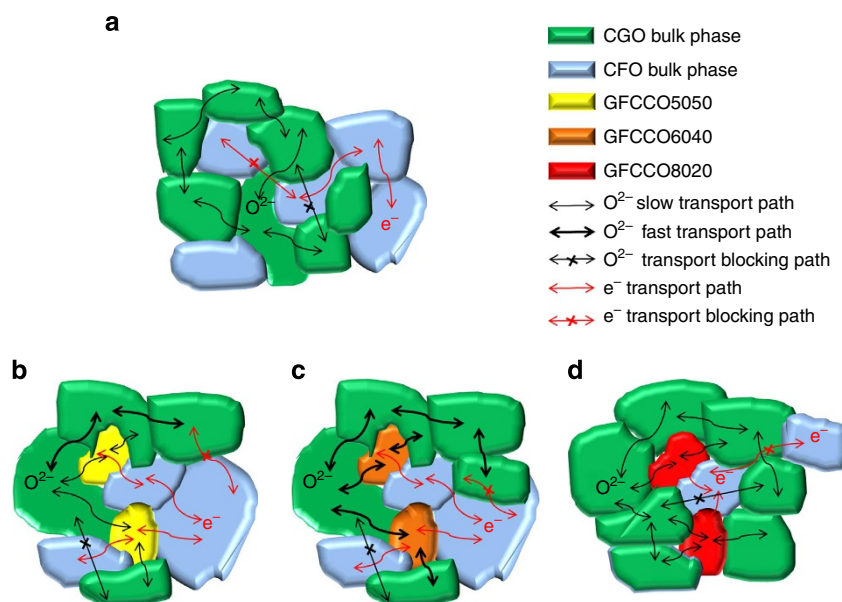 a
CGO bulk phase
CFO bulk phase
GFCCO5050
GFCCO6040
GFCCO8020
O²⁻ slow transport path
O²⁻ fast transport path
O²⁻ transport blocking path
e⁻ transport path
e⁻ transport blocking path
O²⁻
e⁻
b
c
d
O²⁻
e⁻
O²⁻
e⁻
O²⁻
e⁻
e⁻